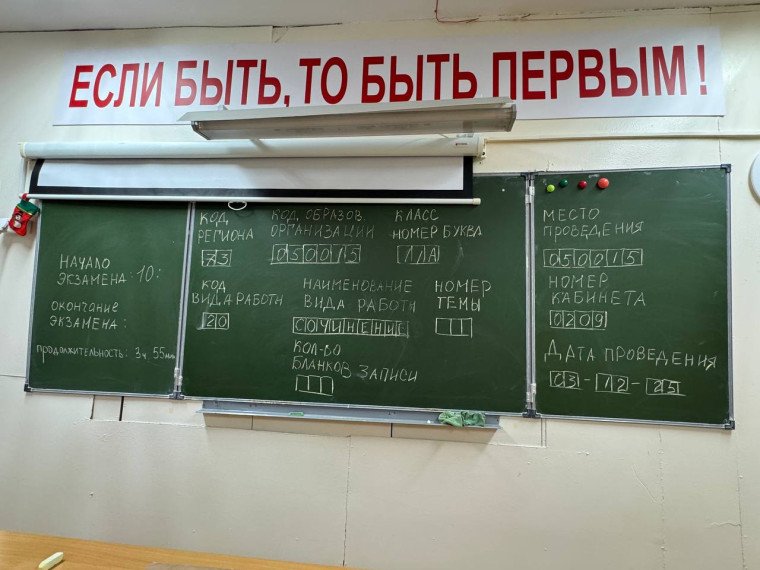 ЕСЛИ БЫТЬ, ТО БЫТЬ ПЕРВЫМ!
НАЧАЛО
ЭКЗАМЕНА: 10:
ОКОНЧАНИЕ
ЭКЗАМЕНА:
ПРОДОЛЖИТЕЛЬНОСТЬ: 3ч. 55мин
КОД
РЕГИОНА
73
КОД ОБРАЗОВ.
ОРГАНИЗАЦИИ
050015
КЛАСС
НОМЕР БУКВА
11А
КОД
ВИДА РАБОТЫ
20
НАИМЕНОВАНИЕ
ВИДА РАБОТЫ
СОЧИНЕНИЕ
НОМЕР
ТЕМЫ
КОЛ-ВО
БЛАНКОВ ЗАПИСИ
МЕСТО
ПРОВЕДЕНИЯ
050015
НОМЕР
КАБИНЕТА
0209
ДАТА ПРОВЕДЕНИЯ
03-12-25